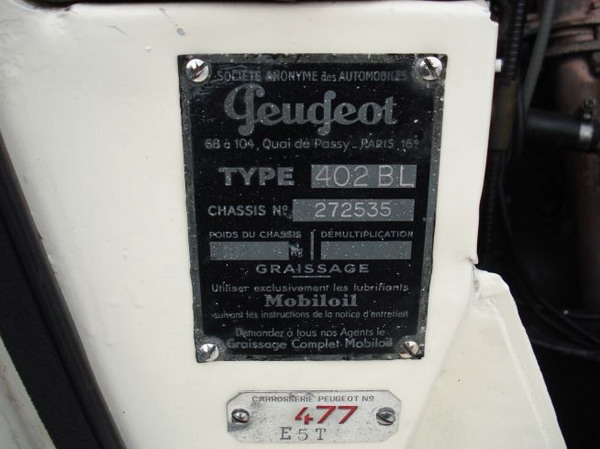 SOCIÉTÉ ANONYME des AUTOMOBILES
Peugeot
68 à 104, Quai de Passy_PARIS 16e
TYPE 402 BL
CHASSIS No 272535
POIDS DU CHASSIS DÉMULTIPLICATION
KG
GRAISSAGE
Utiliser exclusivement les lubrifiants
Mobiloil
suivant les instructions de la notice d'entretien
Demander à tous nos Agents le
Graissage Complet-Mobiloil
CARROSSERIE PEUGEOT No
477
E5T